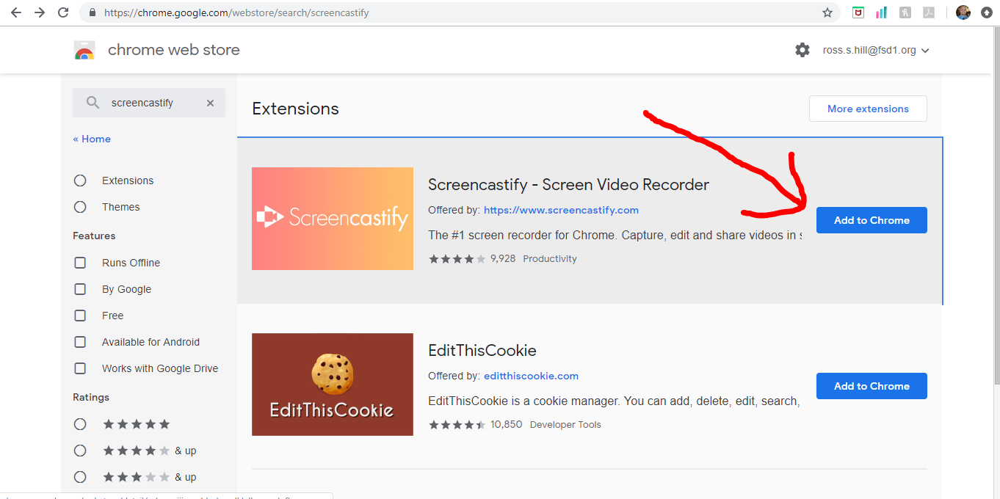 https://chrome.google.com/webstore/search/screencastify
chrome web store
ross.s.hill@fsd1.org
screencastify
« Home
Extensions
Themes
Features
Runs Offline
By Google
Free
Available for Android
Works with Google Drive
Ratings
& up
& up
Extensions
More extensions
Screencastify
Screencastify - Screen Video Recorder
Offered by: https://www.screencastify.com
The #1 screen recorder for Chrome. Capture, edit and share videos in
9,928 Productivity
Add to Chrome
EditThisCookie
EditThisCookie
Offered by: editthiscookie.com
EditThisCookie is a cookie manager. You can add, delete, edit, search,
10,850 Developer Tools
Add to Chrome